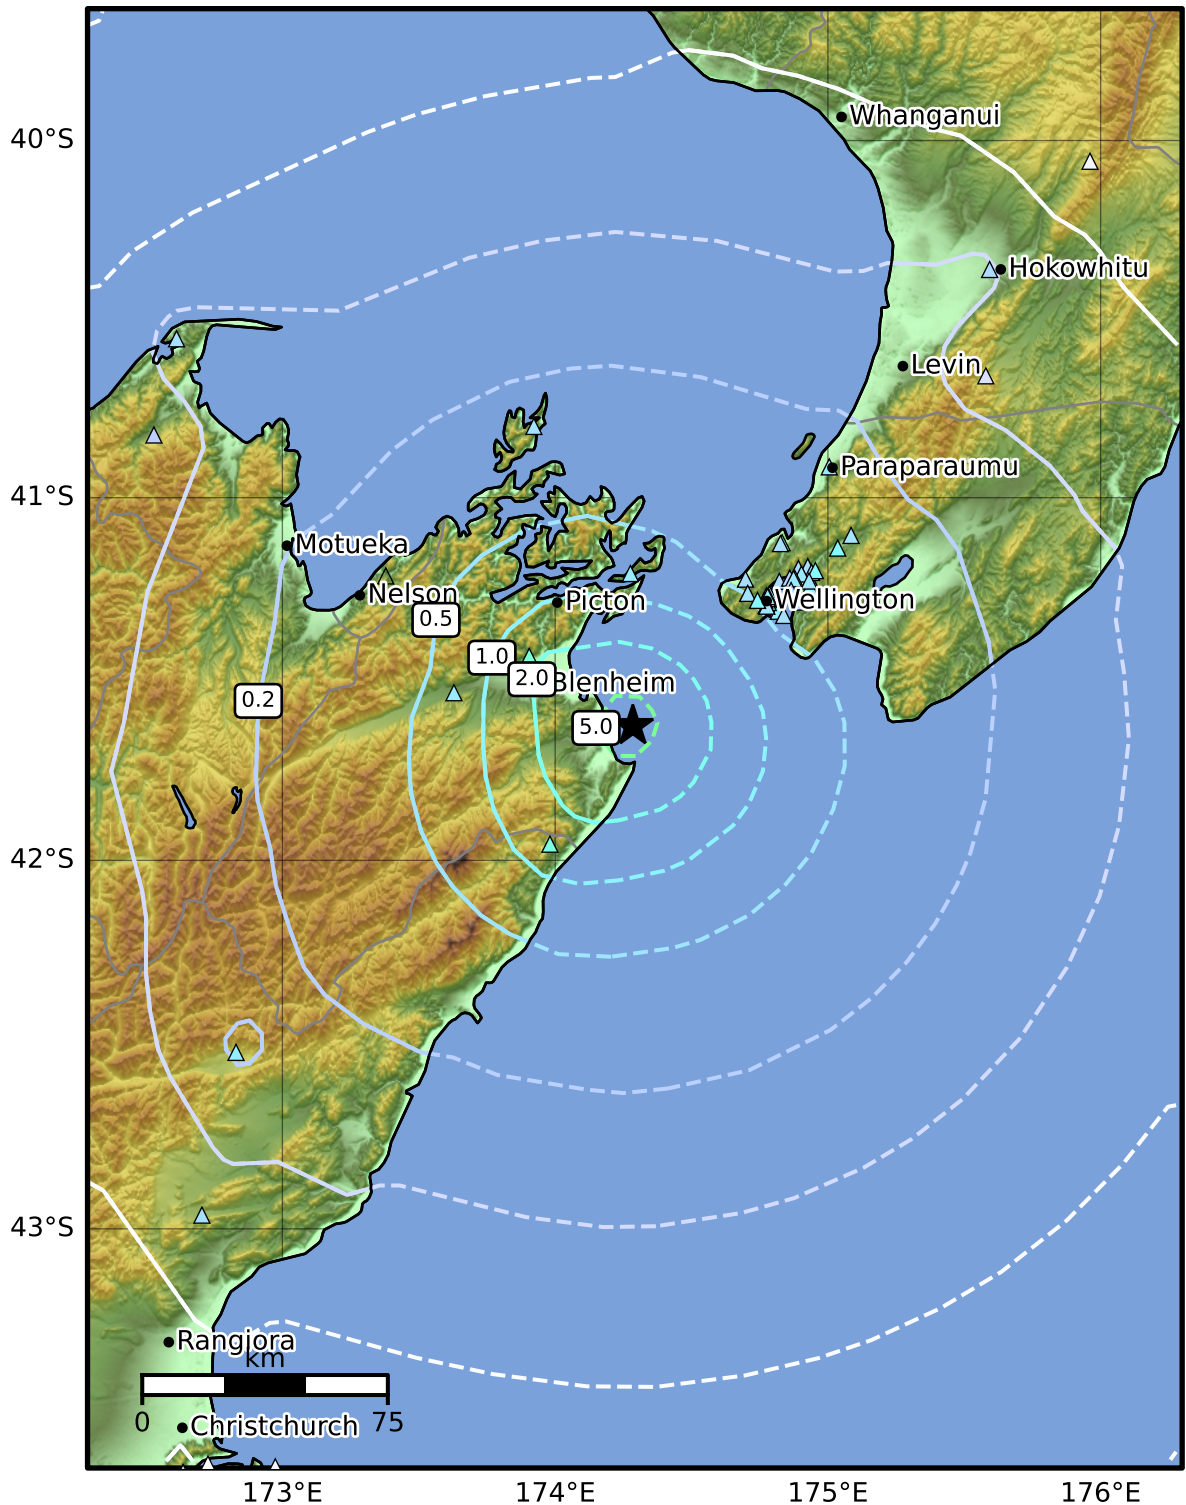 40°S
41°S
42°S
43°S
Whanganui
Hokowhitu
Levin
Paraparaumu
Motueka
Nelson
Picton
Wellington
0.5
1.0
2.0
Blenheim
0.2
5.0
Rangiora
km
0
75
Christchurch
173°E
174°E
175°E
176°E